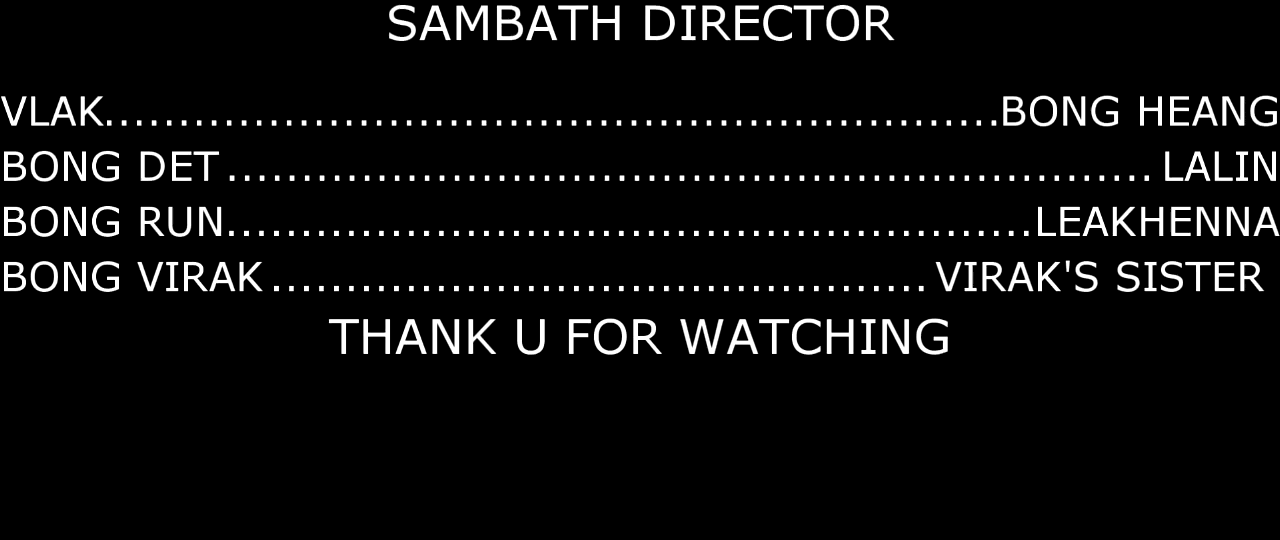 SAMBATH DIRECTOR
VLAK............................................................BONG HEANG
BONG DET.............................................................. LALIN
BONG RUN......................................................LEAKHENNA
BONG VIRAK............................................ VIRAK'S SISTER
THANK U FOR WATCHING